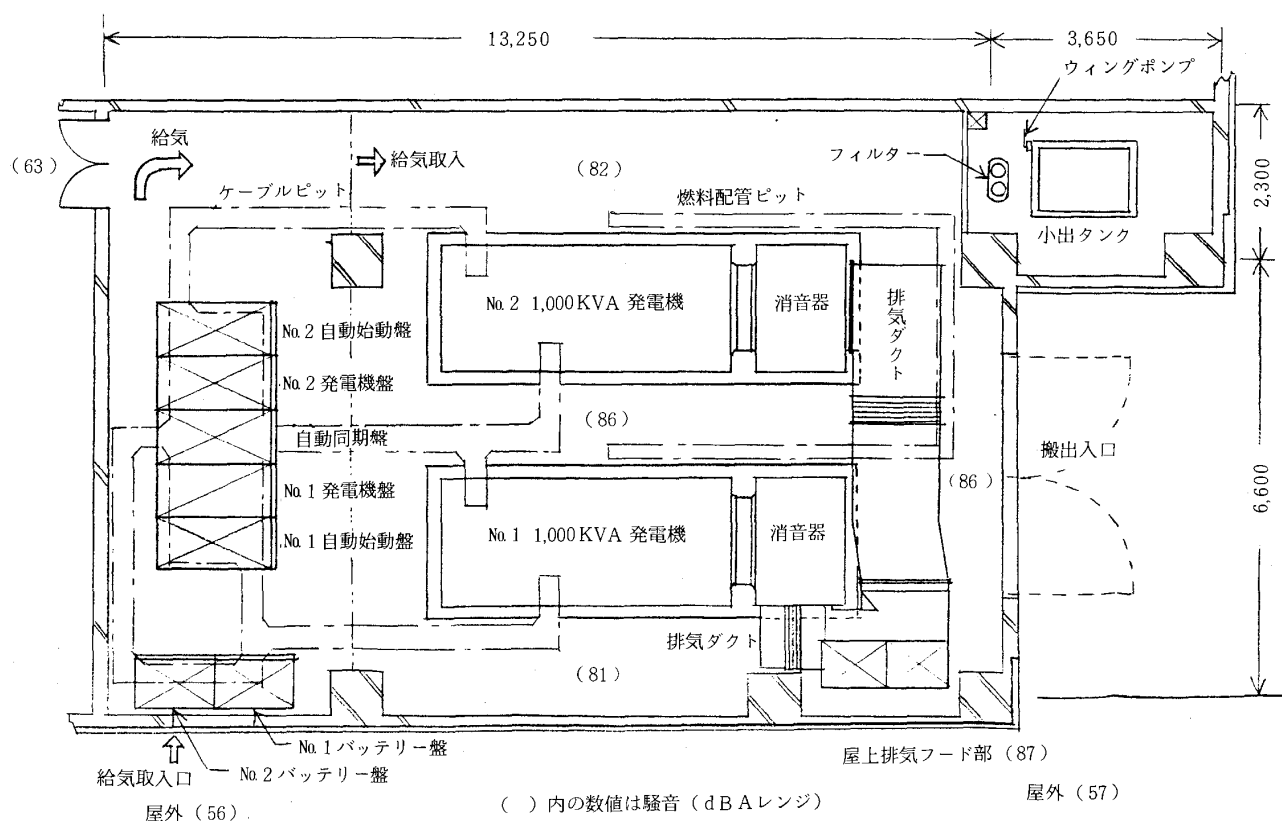 13,250
3,650
ウィングポンプ
給気
(63)
給気取入
(82)
フィルター
ケーブルピット
燃料配管ピット
2,300
小出タンク
No.2 1,000KVA 発電機
消音器
排気ダクト
No.2 自動始動盤
No.2 発電機盤
(86)
自動同期盤
搬出入口
No.1 発電機盤
(86)
6,600
No.1 自動始動盤
No.1 1,000KVA 発電機
消音器
排気ダクト
(81)
No.1バッテリー盤
給気取入口
No.2バッテリー盤
屋上排気フード部 (87)
屋外 (56)
( )内の数値は騒音(dBAレンジ)
屋外 (57)